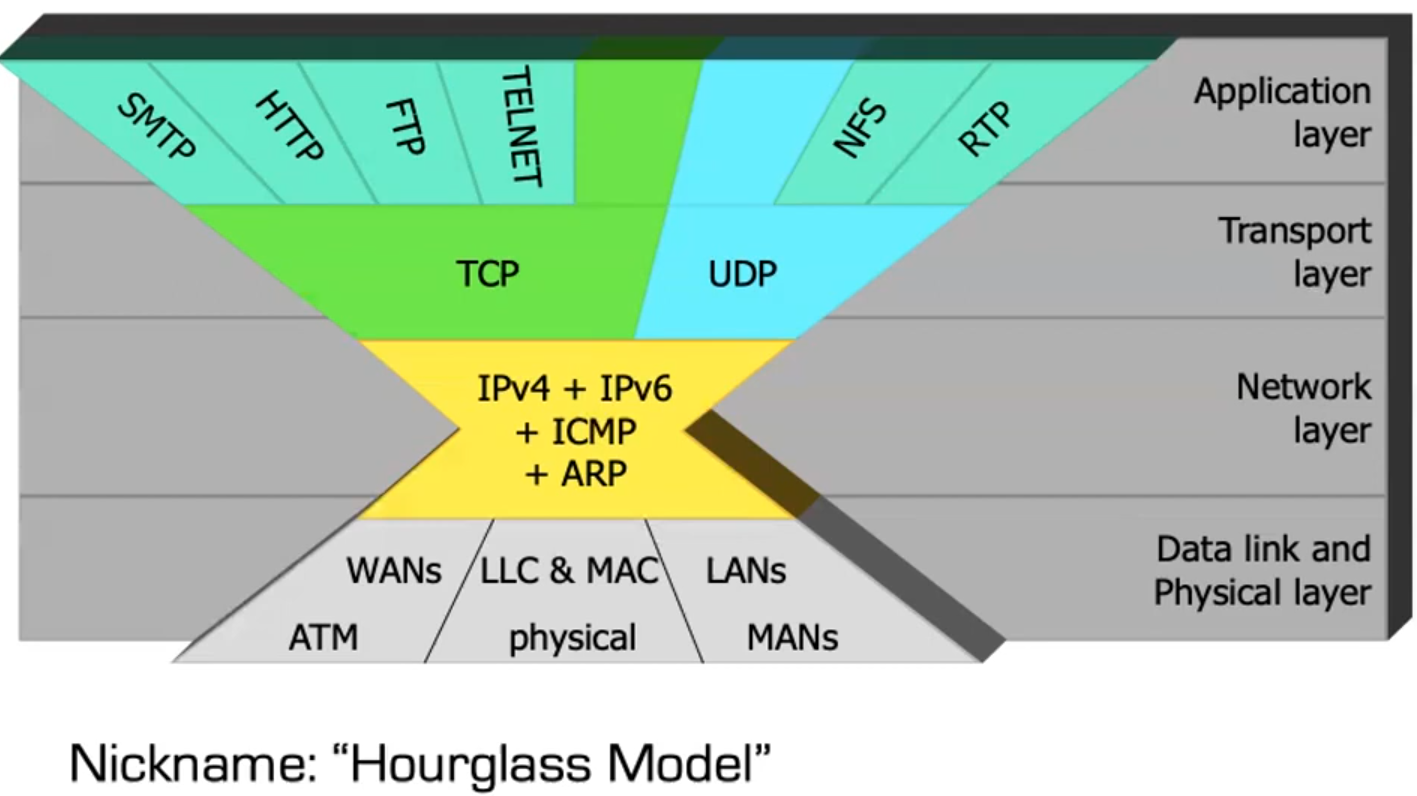 SMTP
HTTP
FTP
TELNET
NFS
RTP
Application
layer
TCP
UDP
Transport
layer
IPv4 + IPv6
+ ICMP
+ ARP
Network
layer
WANs
LLC & MAC
LANs
ATM
physical
MANs
Data link and
Physical layer
Nickname: “Hourglass Model”